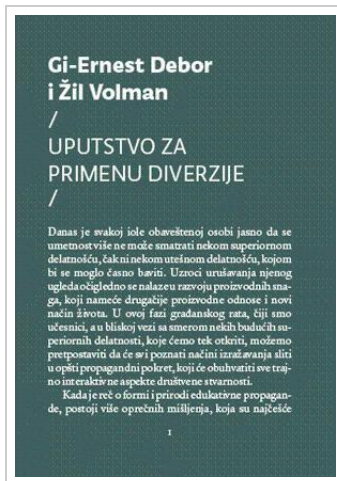 Gi-Ernest Debor
i Žil Volman
/
UPUTSTVO ZA
PRIMENU DIVERZIJE
/
Danas je svakoj iole obaveštenoj osobi jasno da se
umetnost više ne može smatrati nekom superiornom
delatnošću, čak ni nekom utešnom delatnošću, kojom
bi se moglo časno baviti. Uzroci urušavanja njenog
ugleda očigledno se nalaze u razvoju proizvodnih sna-
ga, koji nameće drugačije proizvodne odnose i novi
način života. U ovoj fazi građanskog rata, čiji smo
učesnici, a u bliskoj vezi sa smerom nekih budućih su-
periornih delatnosti, koje ćemo tek otkriti, možemo
pretpostaviti da će svi poznati načini izražavanja sliti
u opšti propagandni pokret, koji će obuhvatiti sve traj-
no interaktivne aspekte društvene stvarnosti.
Kada je reč o formi i prirodi edukativne propagan-
de, postoji više oprečnih mišljenja, koja su najčešće
1